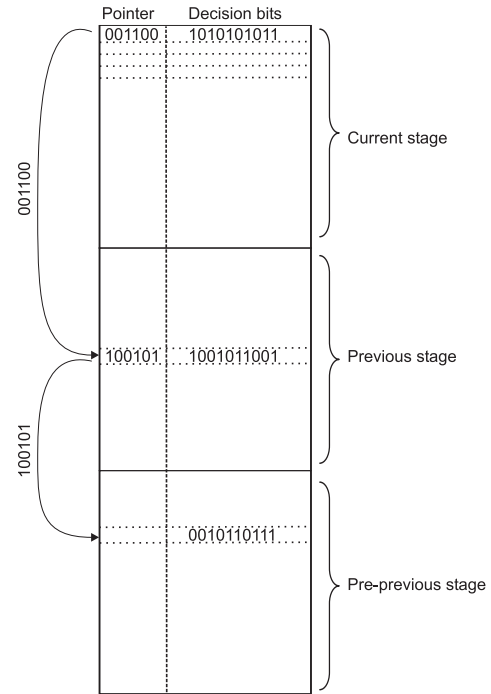 Pointer Decision bits
001100 1010101011
Current stage
001100
100101 1001011001
Previous stage
100101
0010110111
Pre-previous stage